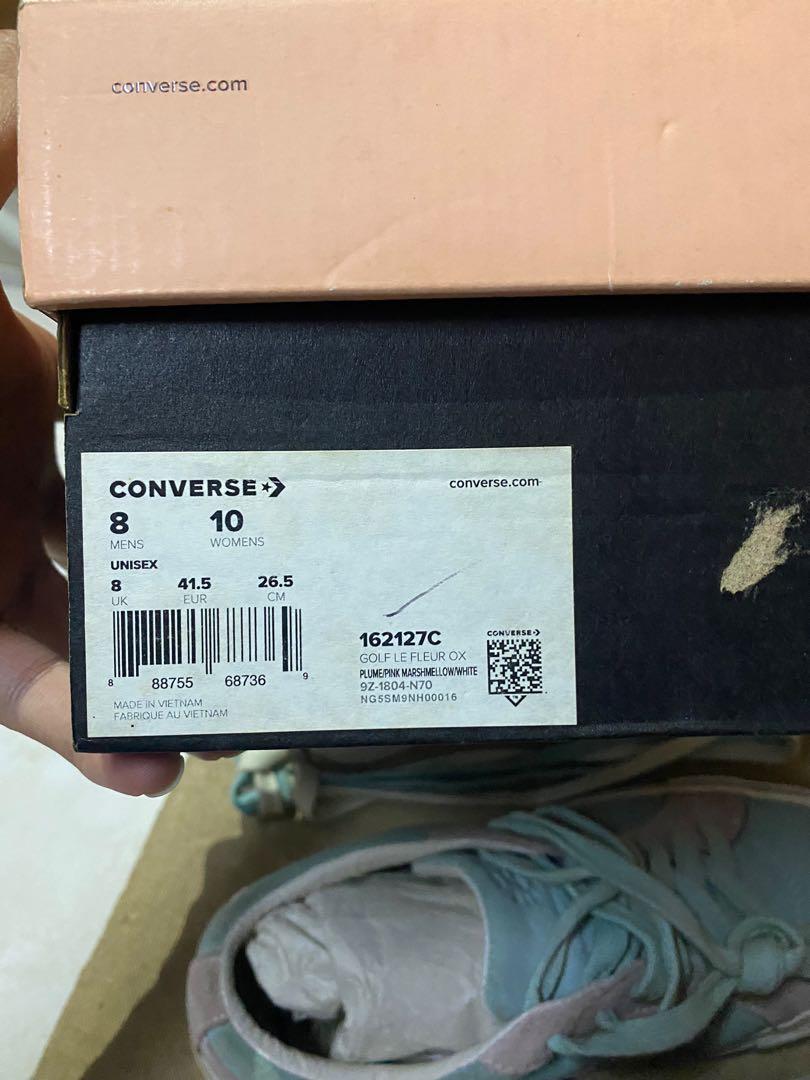 converse.com
CONVERSE
converse.com
8 10
MENS WOMENS
UNISEX
8 41.5 26.5
UK EUR CM
8 88755 68736 9
MADE IN VIETNAM
FABRIQUE AU VIETNAM
162127C
GOLF LE FLEUR OX
PLUME/PINK MARSHMELLOW/WHITE
9Z-1804-N70
NG5SM9NH00016
CONVERSE